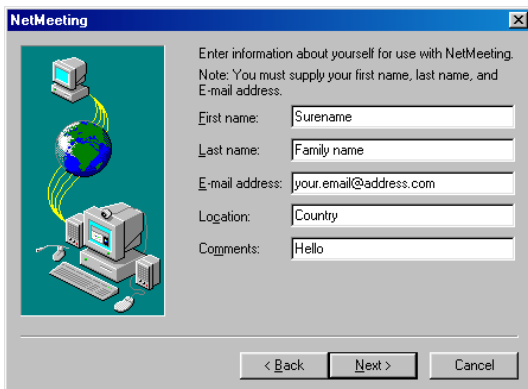 NetMeeting
Enter information about yourself for use with NetMeeting.
Note: You must supply your first name, last name, and
E-mail address.
First name: Surename
Last name: Family name
E-mail address: your.email@address.com
Location: Country
Comments: Hello
< Back Next > Cancel